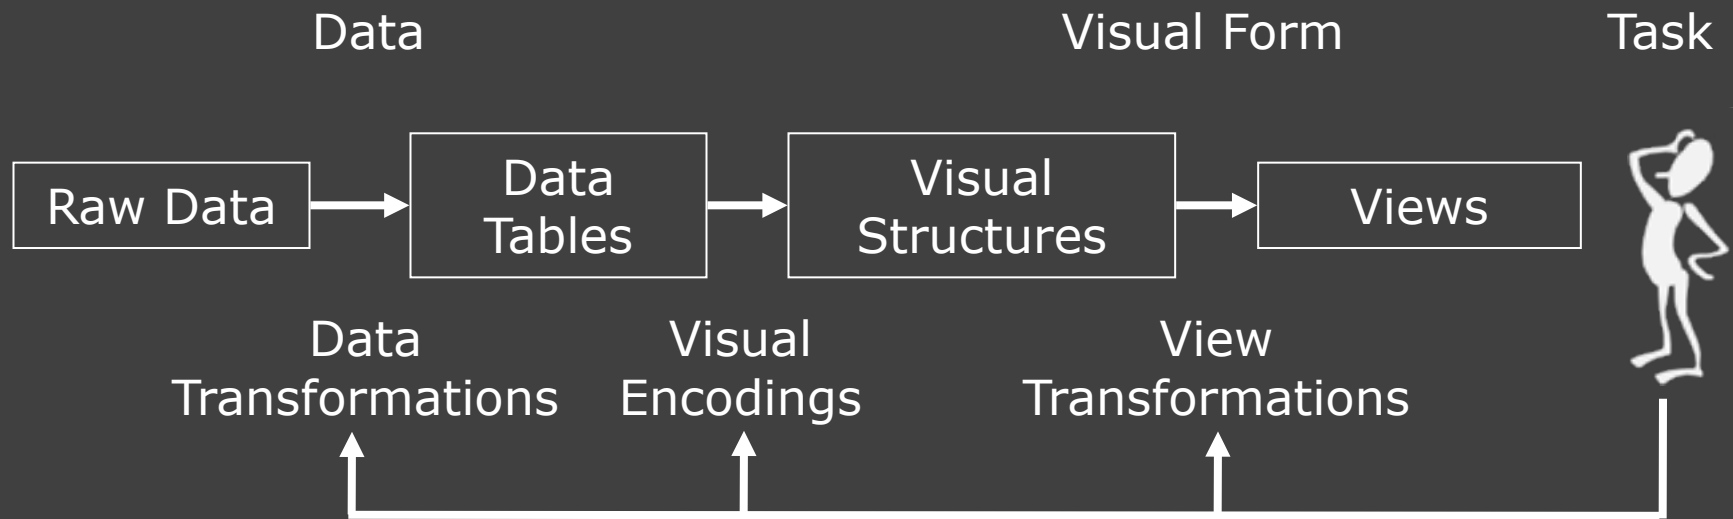 Data
Visual Form
Task
Raw Data
Data
Tables
Visual
Structures
Views
Data
Transformations
Visual
Encodings
View
Transformations